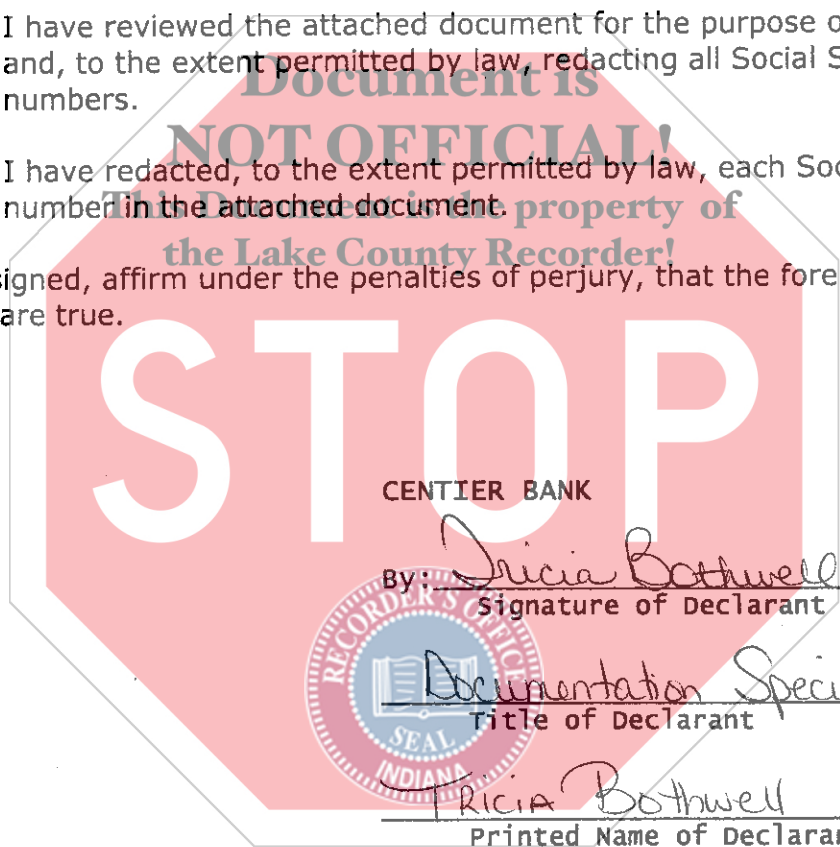 I have reviewed the attached document for the purpose o
and, to the extent permitted by law, redacting all Social S
numbers.
Document is
NOT OFFICIAL!
I have redacted, to the extent permitted by law, each Soc
number in the attached document.
This Document is the property of
the Lake County Recorder!
signed, affirm under the penalties of perjury, that the fore
are true.
STOP
CENTIER BANK
By: Tricia Bothwell
Signature of Declarant
Documentation Speci
Title of Declarant
TRICIA Bothwell
Printed Name of Declara
RECORDER'S OFFICE
SEAL
INDIANA